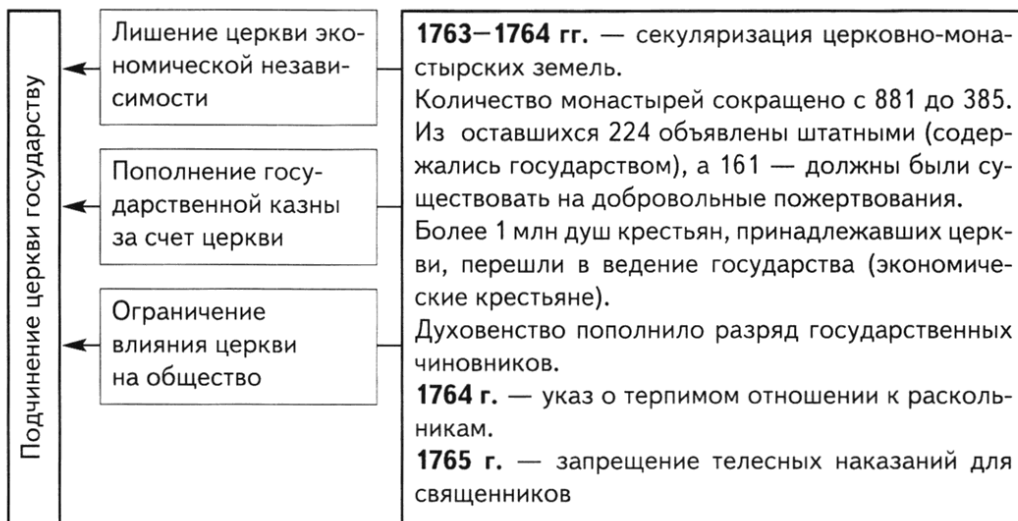 Подчинение церкви государству
Лишение церкви эко-
номической незави-
симости
Пополнение госу-
дарственной казны
за счет церкви
Ограничение
влияния церкви
на общество
1763—1764 гг. — секуляризация церковно-мона-
стырских земель.
Количество монастырей сокращено с 881 до 385.
Из оставшихся 224 объявлены штатными (содер-
жались государством), а 161 — должны были су-
ществовать на добровольные пожертвования.
Более 1 млн душ крестьян, принадлежавших церк-
ви, перешли в ведение государства (экономиче-
ские крестьяне).
Духовенство пополнило разряд государственных
чиновников.
1764 г. — указ о терпимом отношении к расколь-
никам.
1765 г. — запрещение телесных наказаний для
священников